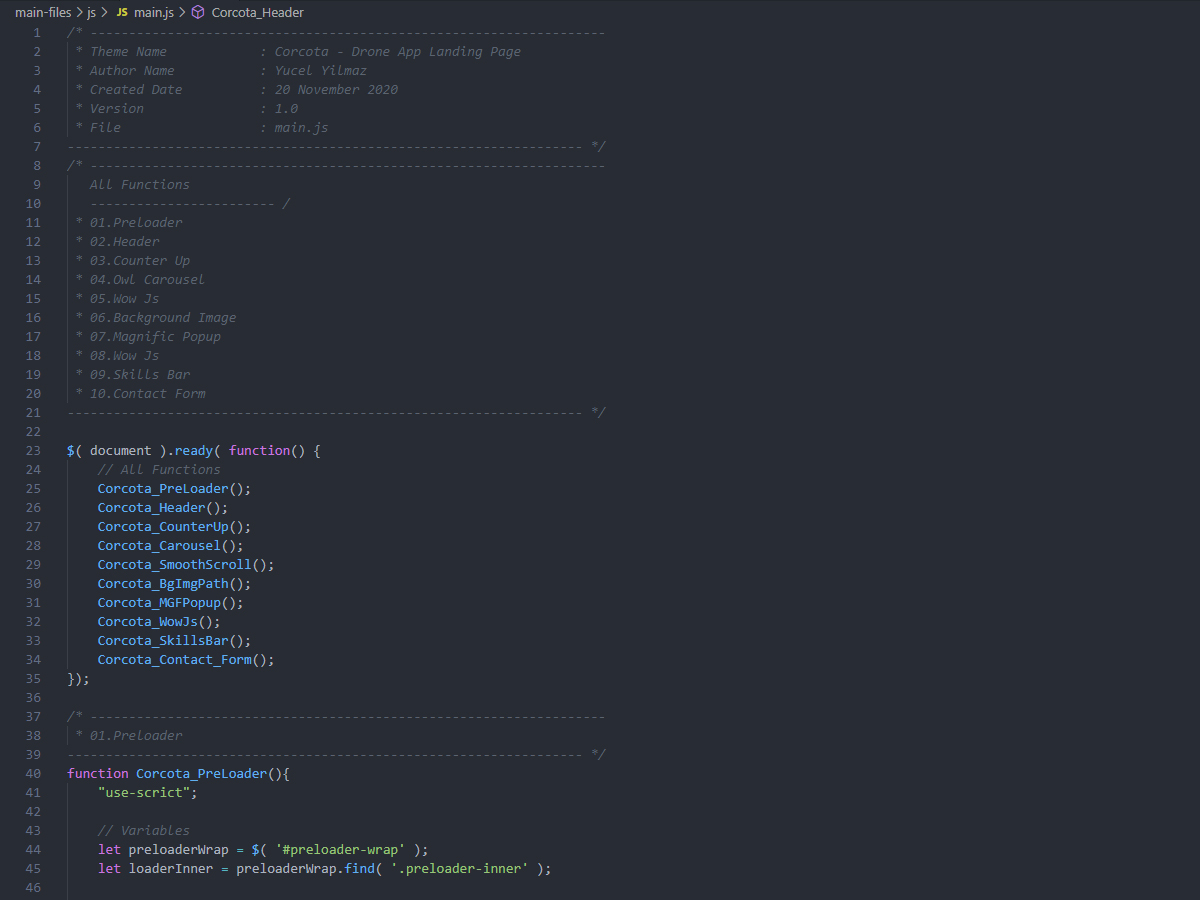 main-files > js > JS main.js > Corcota_Header
1 /* -------------------------------------------------------------------
2  * Theme Name            : Corcota - Drone App Landing Page
3  * Author Name           : Yucel Yilmaz
4  * Created Date          : 20 November 2020
5  * Version               : 1.0
6  * File                  : main.js
7 ------------------------------------------------------------------- */
8 /* -------------------------------------------------------------------
9    All Functions
10    ------------------------ /
11  * 01.Preloader
12  * 02.Header
13  * 03.Counter Up
14  * 04.Owl Carousel
15  * 05.Wow Js
16  * 06.Background Image
17  * 07.Magnific Popup
18  * 08.Wow Js
19  * 09.Skills Bar
20  * 10.Contact Form
21 ------------------------------------------------------------------- */
22
23 $( document ).ready( function() {
24     // All Functions
25     Corcota_PreLoader();
26     Corcota_Header();
27     Corcota_CounterUp();
28     Corcota_Carousel();
29     Corcota_SmoothScroll();
30     Corcota_BgImgPath();
31     Corcota_MGFPopup();
32     Corcota_WowJs();
33     Corcota_SkillsBar();
34     Corcota_Contact_Form();
35 });
36
37 /* -------------------------------------------------------------------
38  * 01.Preloader
39 ------------------------------------------------------------------- */
40 function Corcota_PreLoader(){
41     "use-scrict";
42
43     // Variables
44     let preloaderWrap = $( '#preloader-wrap' );
45     let loaderInner = preloaderWrap.find( '.preloader-inner' );
46